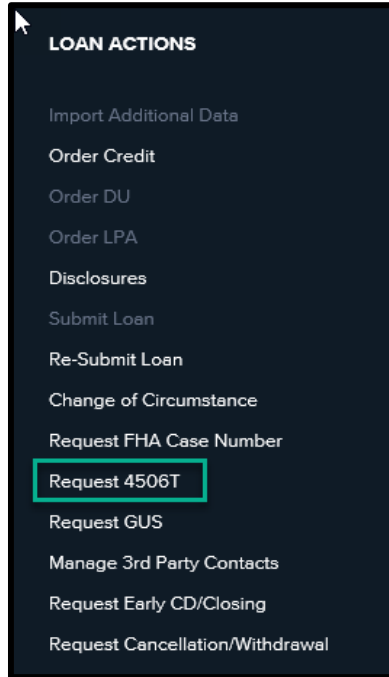 LOAN ACTIONS
Import Additional Data
Order Credit
Order DU
Order LPA
Disclosures
Submit Loan
Re-Submit Loan
Change of Circumstance
Request FHA Case Number
Request 4506T
Request GUS
Manage 3rd Party Contacts
Request Early CD/Closing
Request Cancellation/Withdrawal